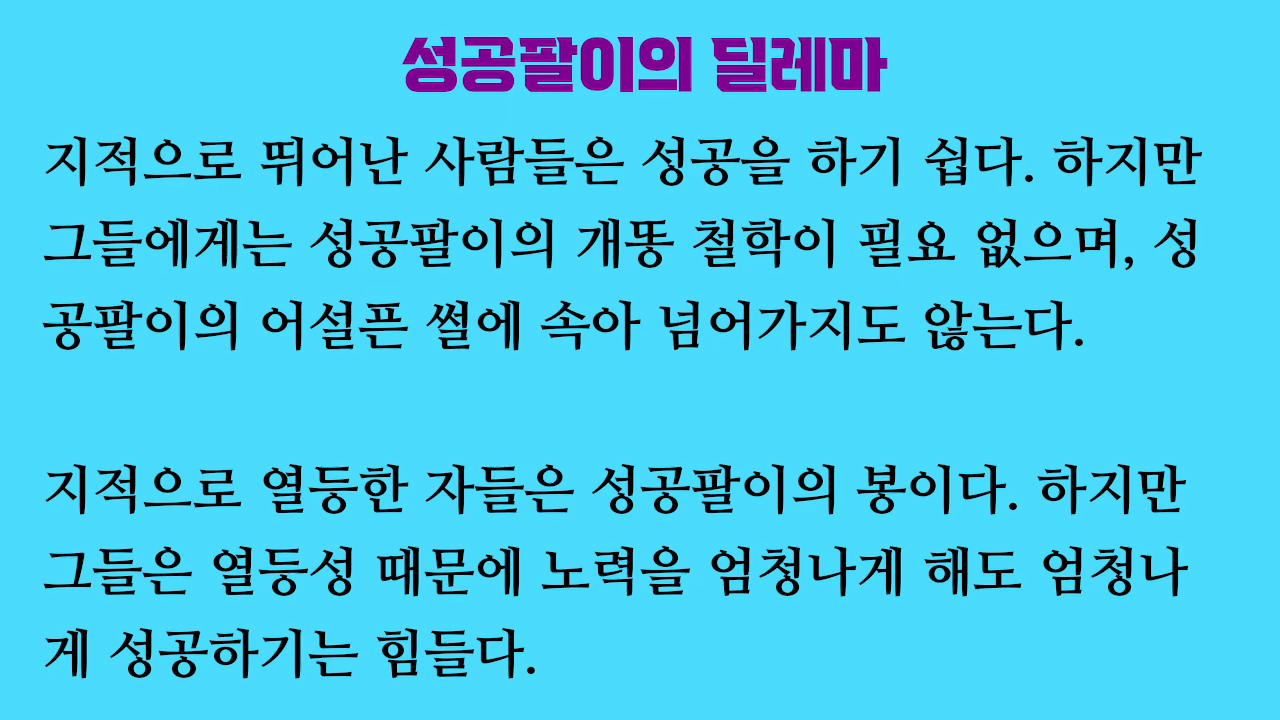 성공팔이의 딜레마
지적으로 뛰어난 사람들은 성공을 하기 쉽다. 하지만
그들에게는 성공팔이의 개똥 철학이 필요 없으며, 성
공팔이의 어설픈 썰에 속아 넘어가지도 않는다.
지적으로 열등한 자들은 성공팔이의 봉이다. 하지만
그들은 열등성 때문에 노력을 엄청나게 해도 엄청나
게 성공하기는 힘들다.